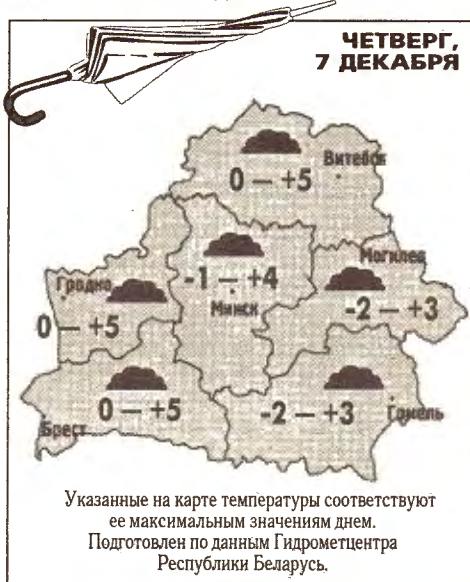 ЧЕТВЕРГ,
7 ДЕКАБРЯ
Витебск
0 — +5
Могилев
-1 — +4
Гродно
Минск
-2 — +3
0 — +5
0 — +5
-2 — +3
Гомель
Брест
Указанные на карте температуры соответствуют
ее максимальным значениям днем.
Подготовлен по данным Гидрометцентра
Республики Беларусь.